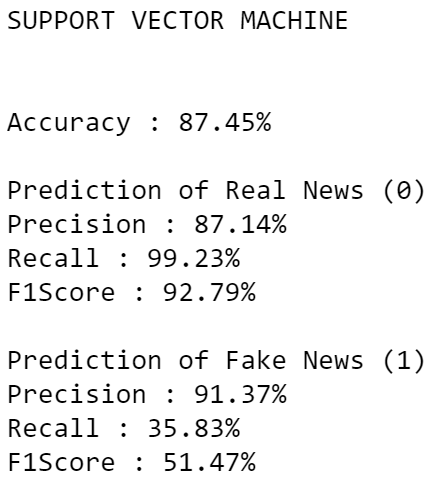 SUPPORT VECTOR MACHINE
Accuracy : 87.45%
Prediction of Real News (0)
Precision : 87.14%
Recall : 99.23%
F1Score : 92.79%
Prediction of Fake News (1)
Precision : 91.37%
Recall : 35.83%
F1Score : 51.47%